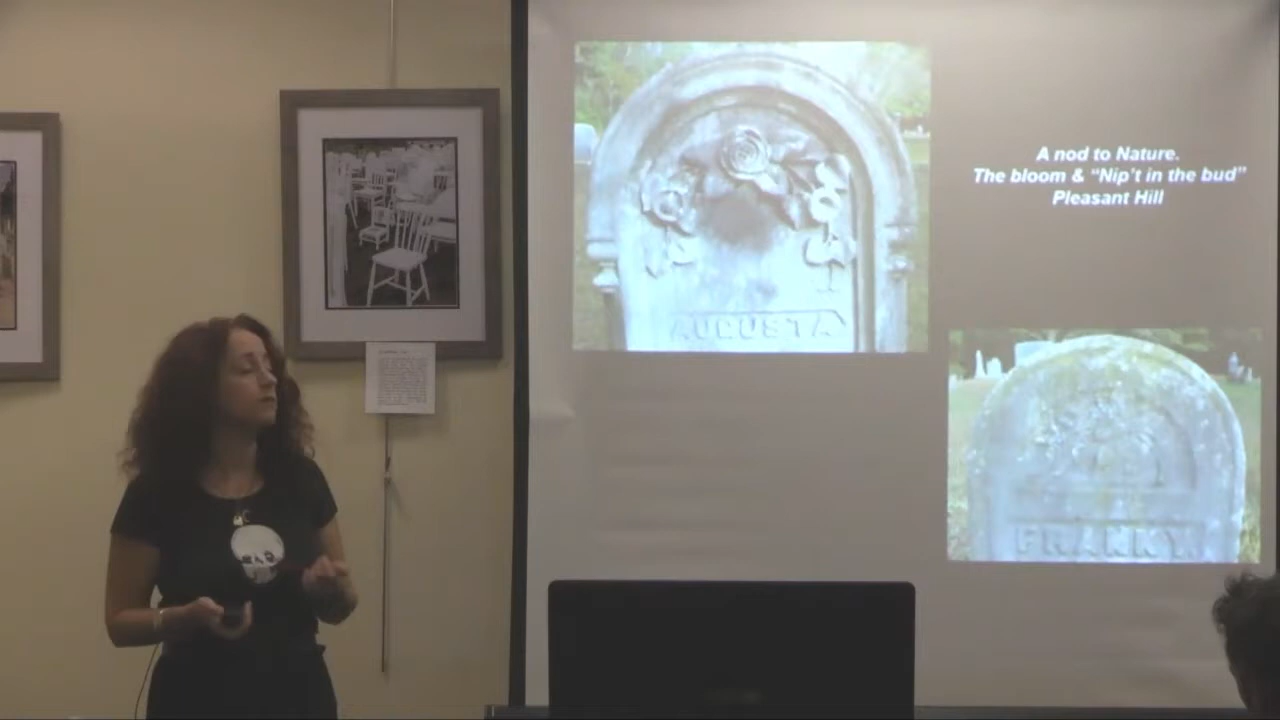 A nod to Nature.
The bloom & “Nip’t in the bud”
Pleasant Hill
AUGUSTA
FRANKY.